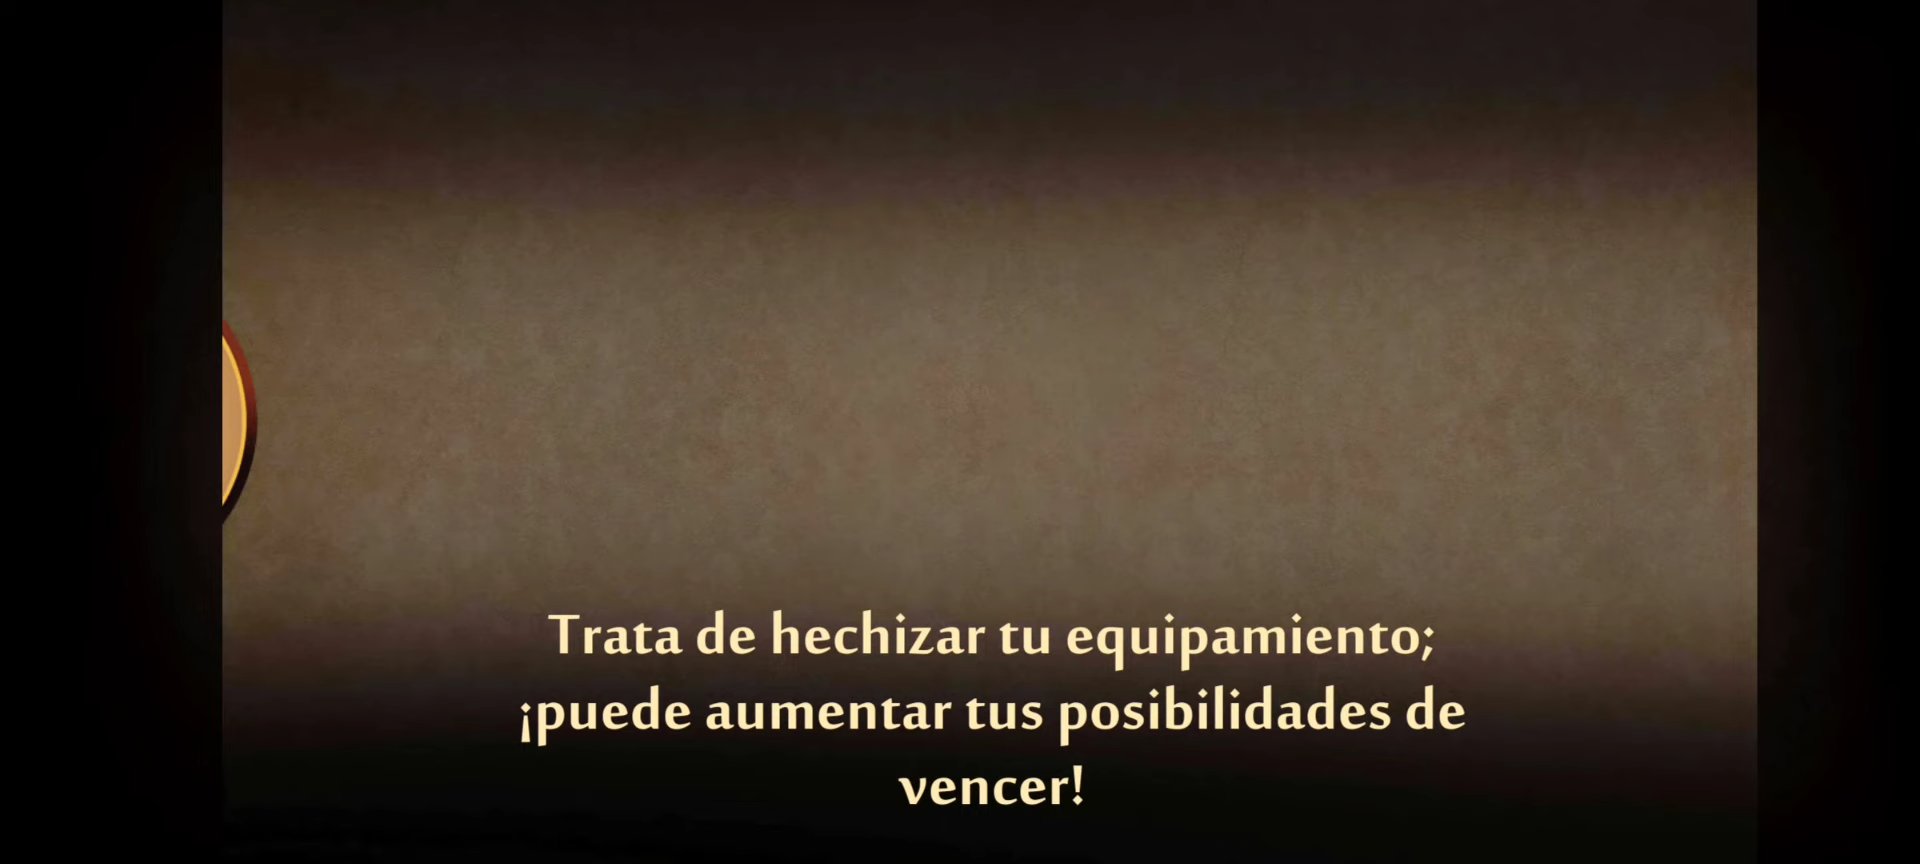 Trata de hechizar tu equipamiento;
¡puede aumentar tus posibilidades de
vencer!